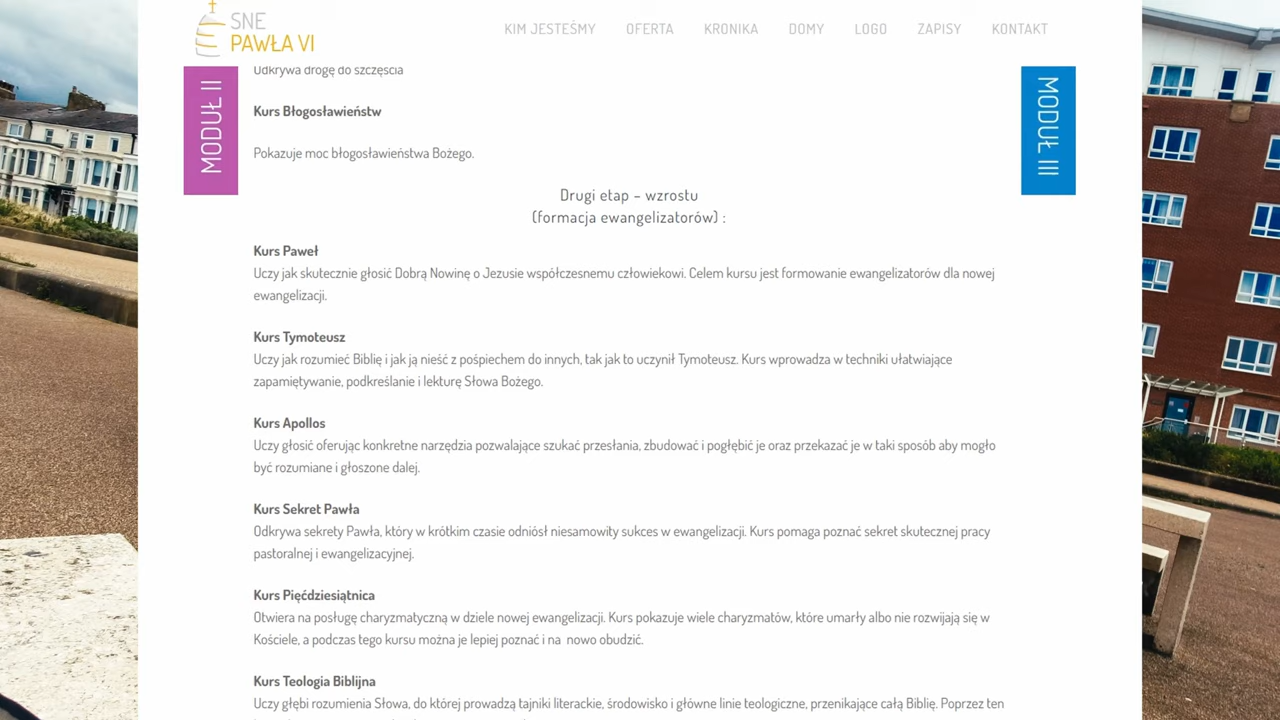 SNE
PAWŁA VI
KIM JESTEŚMY OFERTA KRONIKA DOMY LOGO ZAPISY KONTAKT
Odkrywa drogę do szczęścia
MODUŁ II
MODUŁ III
Kurs Błogosławieństw
Pokazuje moc błogosławieństwa Bożego.
Drugi etap – wzrostu
(formacja ewangelizatorów) :
Kurs Paweł
Uczy jak skutecznie głosić Dobrą Nowinę o Jezusie współczesnemu człowiekowi. Celem kursu jest formowanie ewangelizatorów dla nowej
ewangelizacji.
Kurs Tymoteusz
Uczy jak rozumieć Biblię i jak ją nieść z pośpiechem do innych, tak jak to uczynił Tymoteusz. Kurs wprowadza w techniki ułatwiające
zapamiętywanie, podkreślanie i lekturę Słowa Bożego.
Kurs Apollos
Uczy głosić oferując konkretne narzędzia pozwalające szukać przesłania, zbudować i pogłębić je oraz przekazać je w taki sposób aby mogło
być rozumiane i głoszone dalej.
Kurs Sekret Pawła
Odkrywa sekrety Pawła, który w krótkim czasie odniósł niesamowity sukces w ewangelizacji. Kurs pomaga poznać sekret skutecznej pracy
pastoralnej i ewangelizacyjnej.
Kurs Pięćdziesiątnica
Otwiera na posługę charyzmatyczną w dziele nowej ewangelizacji. Kurs pokazuje wiele charyzmatów, które umarły albo nie rozwijają się w
Kościele, a podczas tego kursu można je lepiej poznać i na nowo obudzić.
Kurs Teologia Biblijna
Uczy głębi rozumienia Słowa, do której prowadzą tajniki literackie, środowisko i główne linie teologiczne, przenikające całą Biblię. Poprzez ten